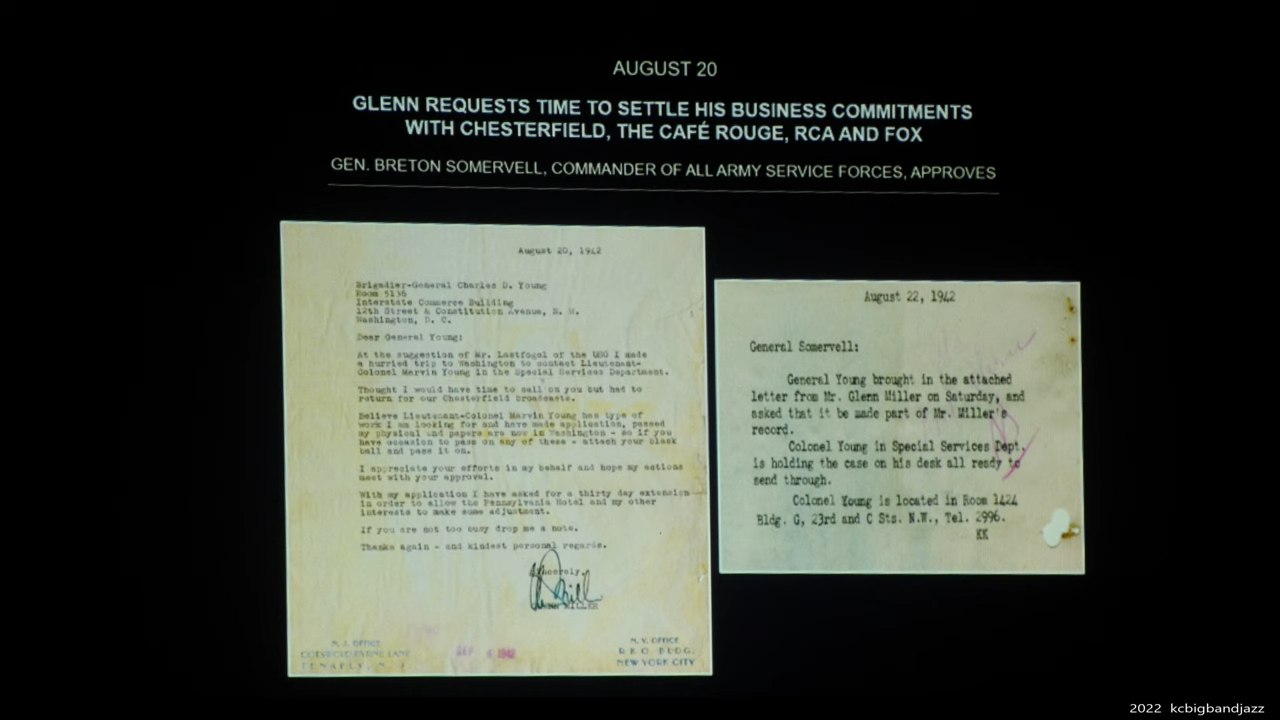 AUGUST 20
GLENN REQUESTS TIME TO SETTLE HIS BUSINESS COMMITMENTS
WITH CHESTERFIELD, THE CAFÉ ROUGE, RCA AND FOX
GEN. BRETON SOMERVELL, COMMANDER OF ALL ARMY SERVICE FORCES, APPROVES
August 20, 1942
Brigadier-General Charles D. Young
Room 5136
Interstate Commerce Building
12th Street & Constitution Avenue, N. W.
Washington, D. C.
Dear General Young:
At the suggestion of Mr. Lastfogel of the USO I made
a hurried trip to Washington to contact Lieutenant-
Colonel Marvin Young in the Special Services Department.
Thought I would have time to call on you but had to
return for our Chesterfield broadcasts.
Believe Lieutenant-Colonel Marvin Young has type of
work I am looking for and have made application, passed
my physical and papers are now in Washington - so if you
have occasion to pass on any of these - attach your black
ball and pass it on.
I appreciate your efforts in my behalf and hope my actions
meet with your approval.
With my application I have asked for a thirty day extension
in order to allow the Pennsylvania Hotel and my other
interests to make some adjustment.
If you are not too busy drop me a note.
Thanks again - and kindest personal regards.
Sincerely,
MILLER
N. J. OFFICE
LANE
TENAFLY, N. J.
SEP 4 1942
N. Y. OFFICE
R K O BLDG.
NEW YORK CITY
August 22, 1942
General Somervell:
General Young brought in the attached
letter from Mr. Glenn Miller on Saturday, and
asked that it be made part of Mr. Miller's
record.
Colonel Young in Special Services Dept.
is holding the case on his desk all ready to
send through.
Colonel Young is located in Room 1424
Bldg. G, 23rd and C Sts. N.W., Tel. 2996.
KK
2022 kcbigbandjazz